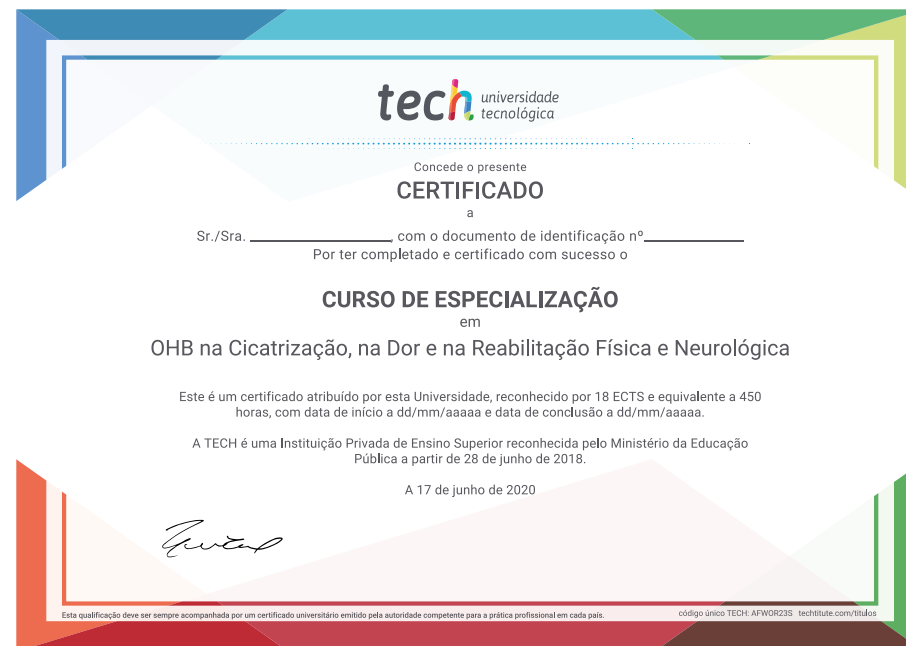 tech universidade
tecnológica
Concede o presente
CERTIFICADO
a
Sr./Sra. ____________________, com o documento de identificação nº______________
Por ter completado e certificado com sucesso o
CURSO DE ESPECIALIZAÇÃO
em
OHB na Cicatrização, na Dor e na Reabilitação Física e Neurológica
Este é um certificado atribuído por esta Universidade, reconhecido por 18 ECTS e equivalente a 450
horas, com data de início a dd/mm/aaaaa e data de conclusão a dd/mm/aaaaa.
A TECH é uma Instituição Privada de Ensino Superior reconhecida pelo Ministério da Educação
Pública a partir de 28 de junho de 2018.
A 17 de junho de 2020
Esta qualificação deve ser sempre acompanhada por um certificado universitário emitido pela autoridade competente para a prática profissional em cada país.
código único TECH: AFWOR23S techtitute.com/titulos